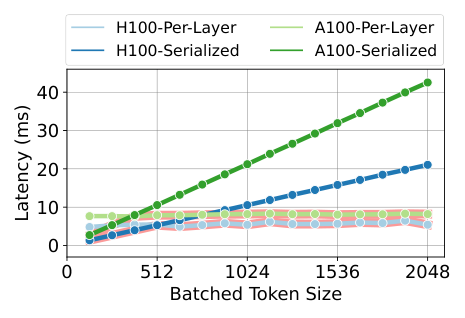 H100-Per-Layer
H100-Serialized
A100-Per-Layer
A100-Serialized
Latency (ms)
40
30
20
10
0
0
512
1024
1536
2048
Batched Token Size